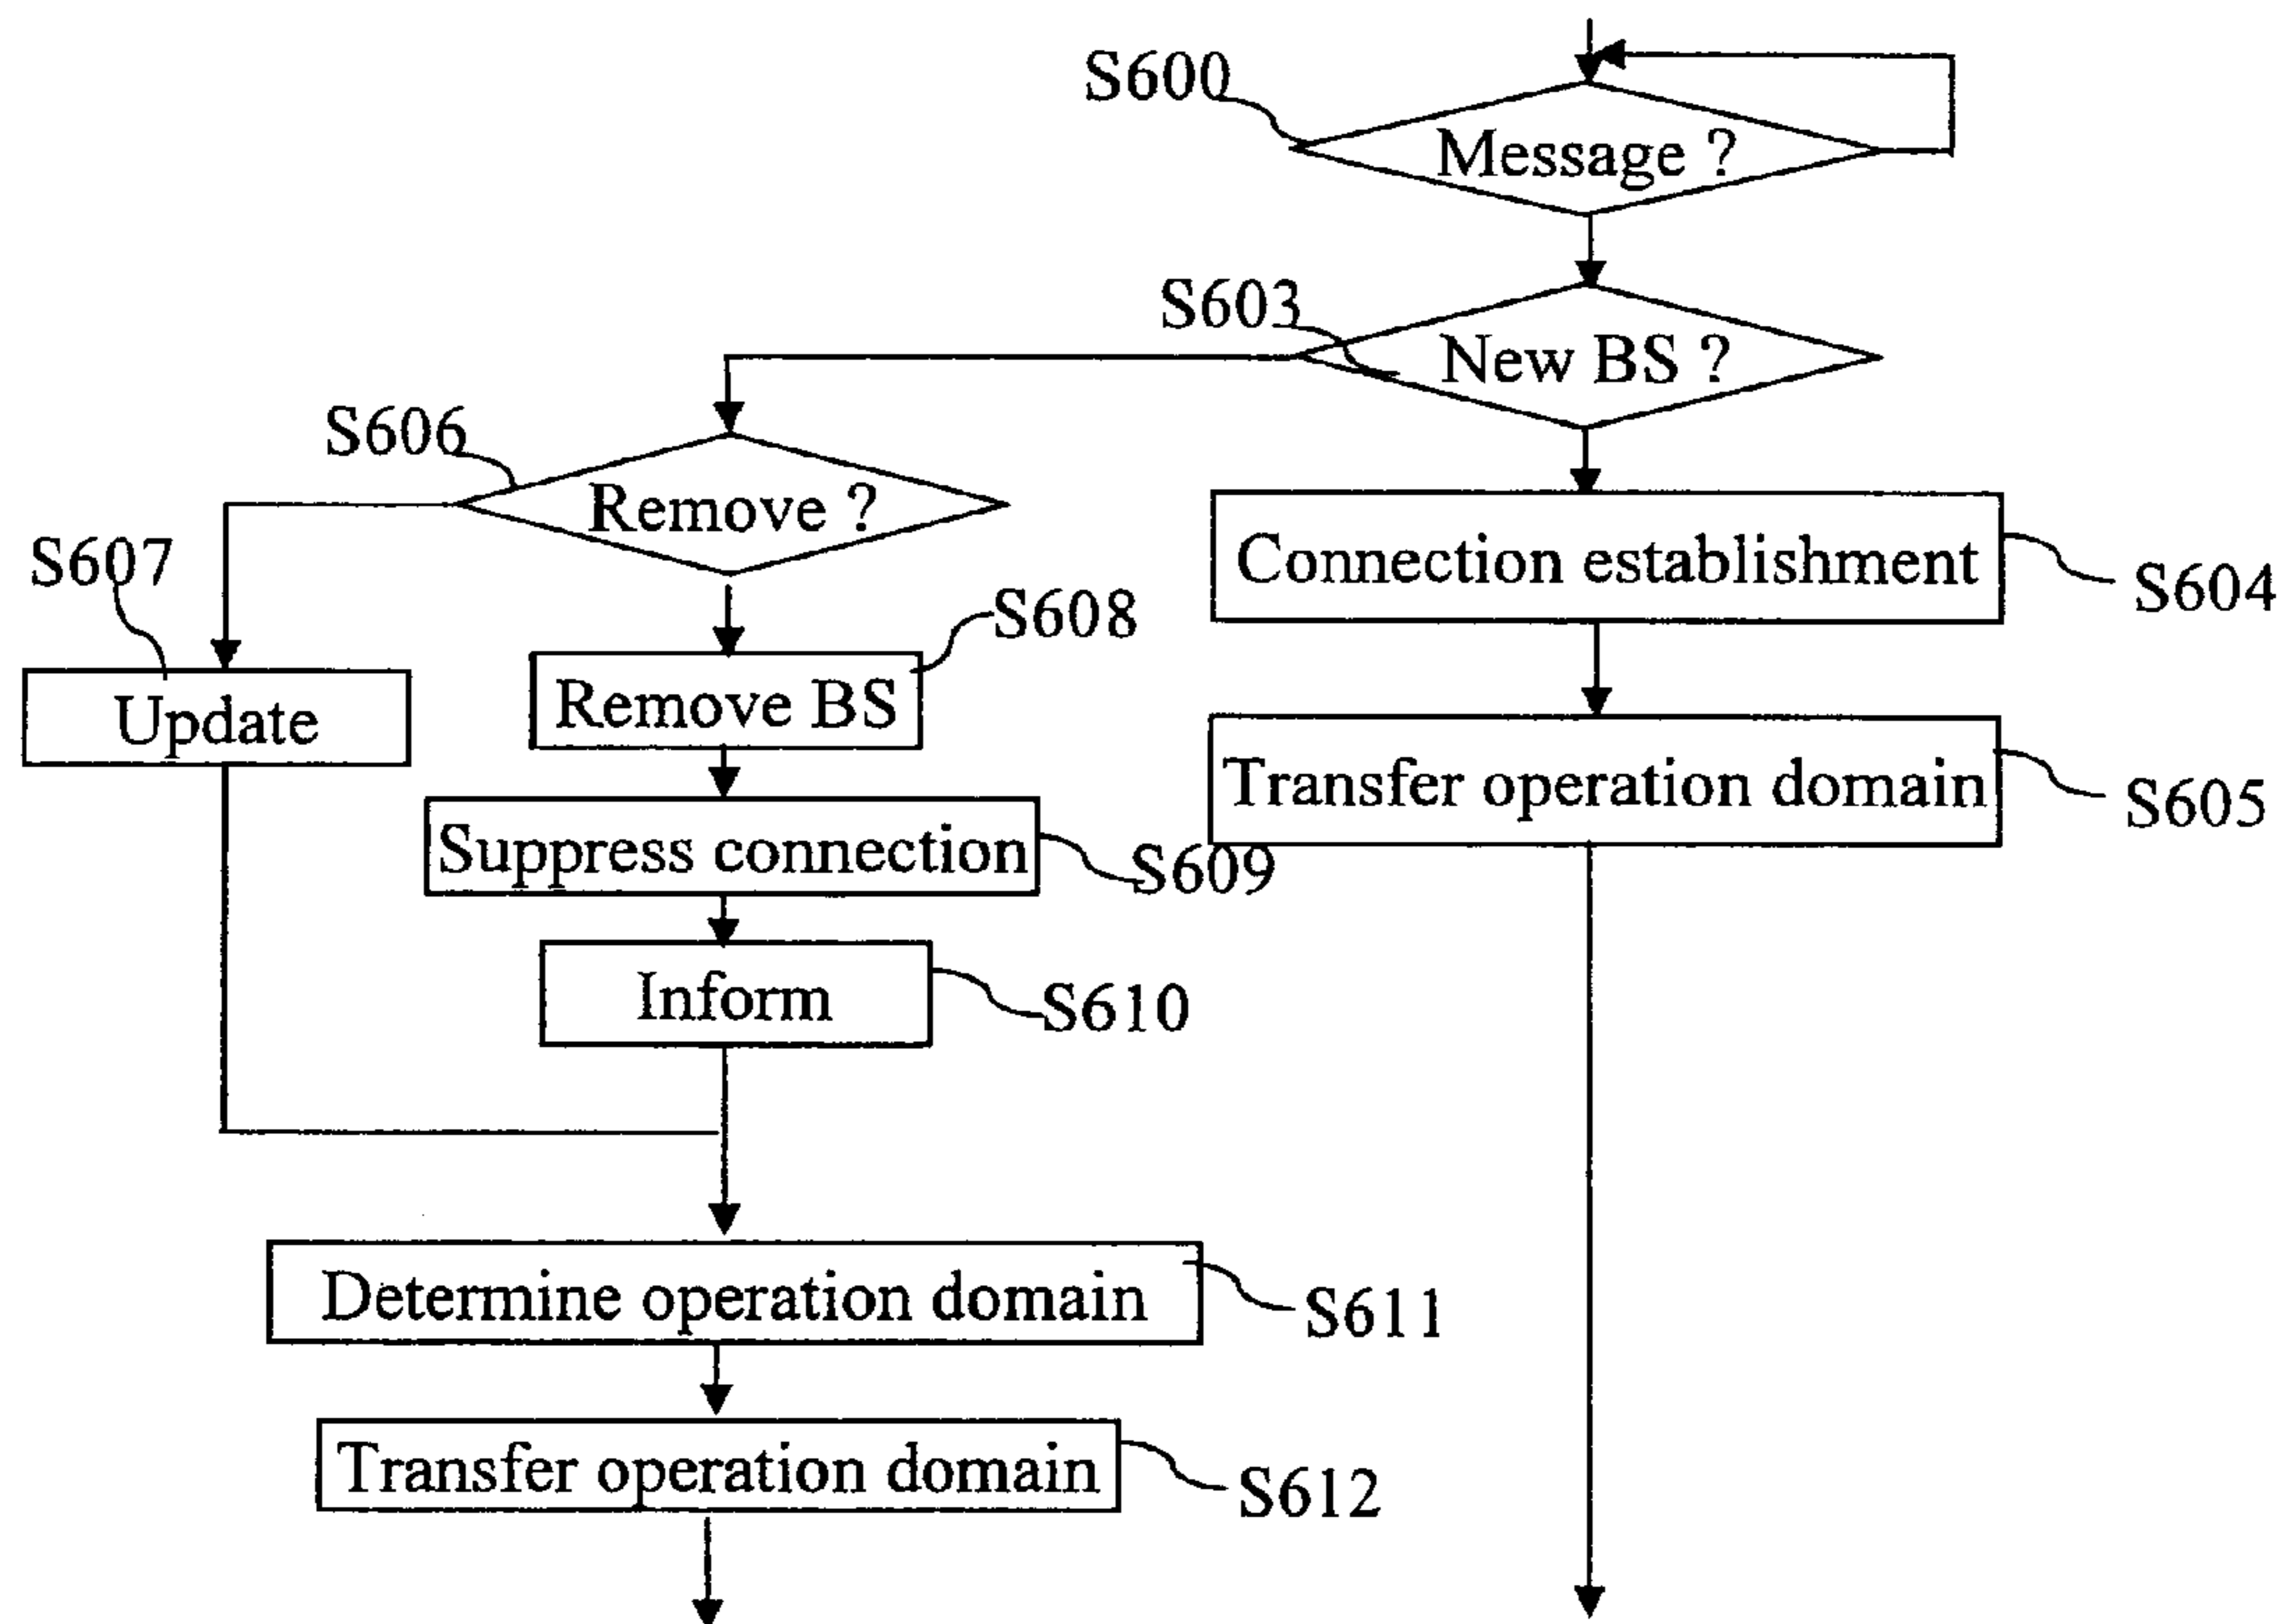 S600
Message ?
S603
New BS ?
S606
Remove ?
S607
Connection establishment
S604
S608
Update
Remove BS
Transfer operation domain
S605
Suppress connection
S609
Inform
S610
Determine operation domain
S611
Transfer operation domain
S612